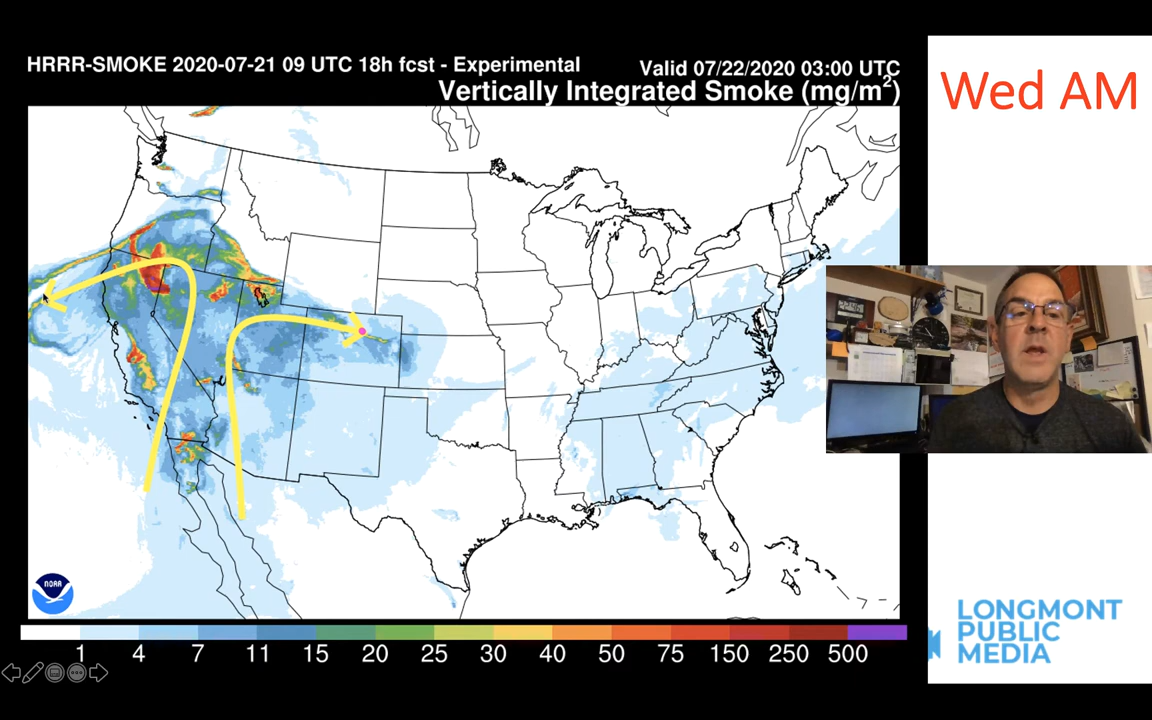 HRRR-SMOKE 2020-07-21 09 UTC 18h fcst - Experimental
Valid 07/22/2020 03:00 UTC
Vertically Integrated Smoke (mg/m²)
Wed AM
NOAA
1 4 7 11 15 20 25 30 40 50 75 150 250 500
LONGMONT
PUBLIC
MEDIA